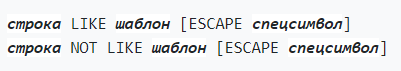 строка LIKE шаблон [ESCAPE спецсимвол]
строка NOT LIKE шаблон [ESCAPE спецсимвол]